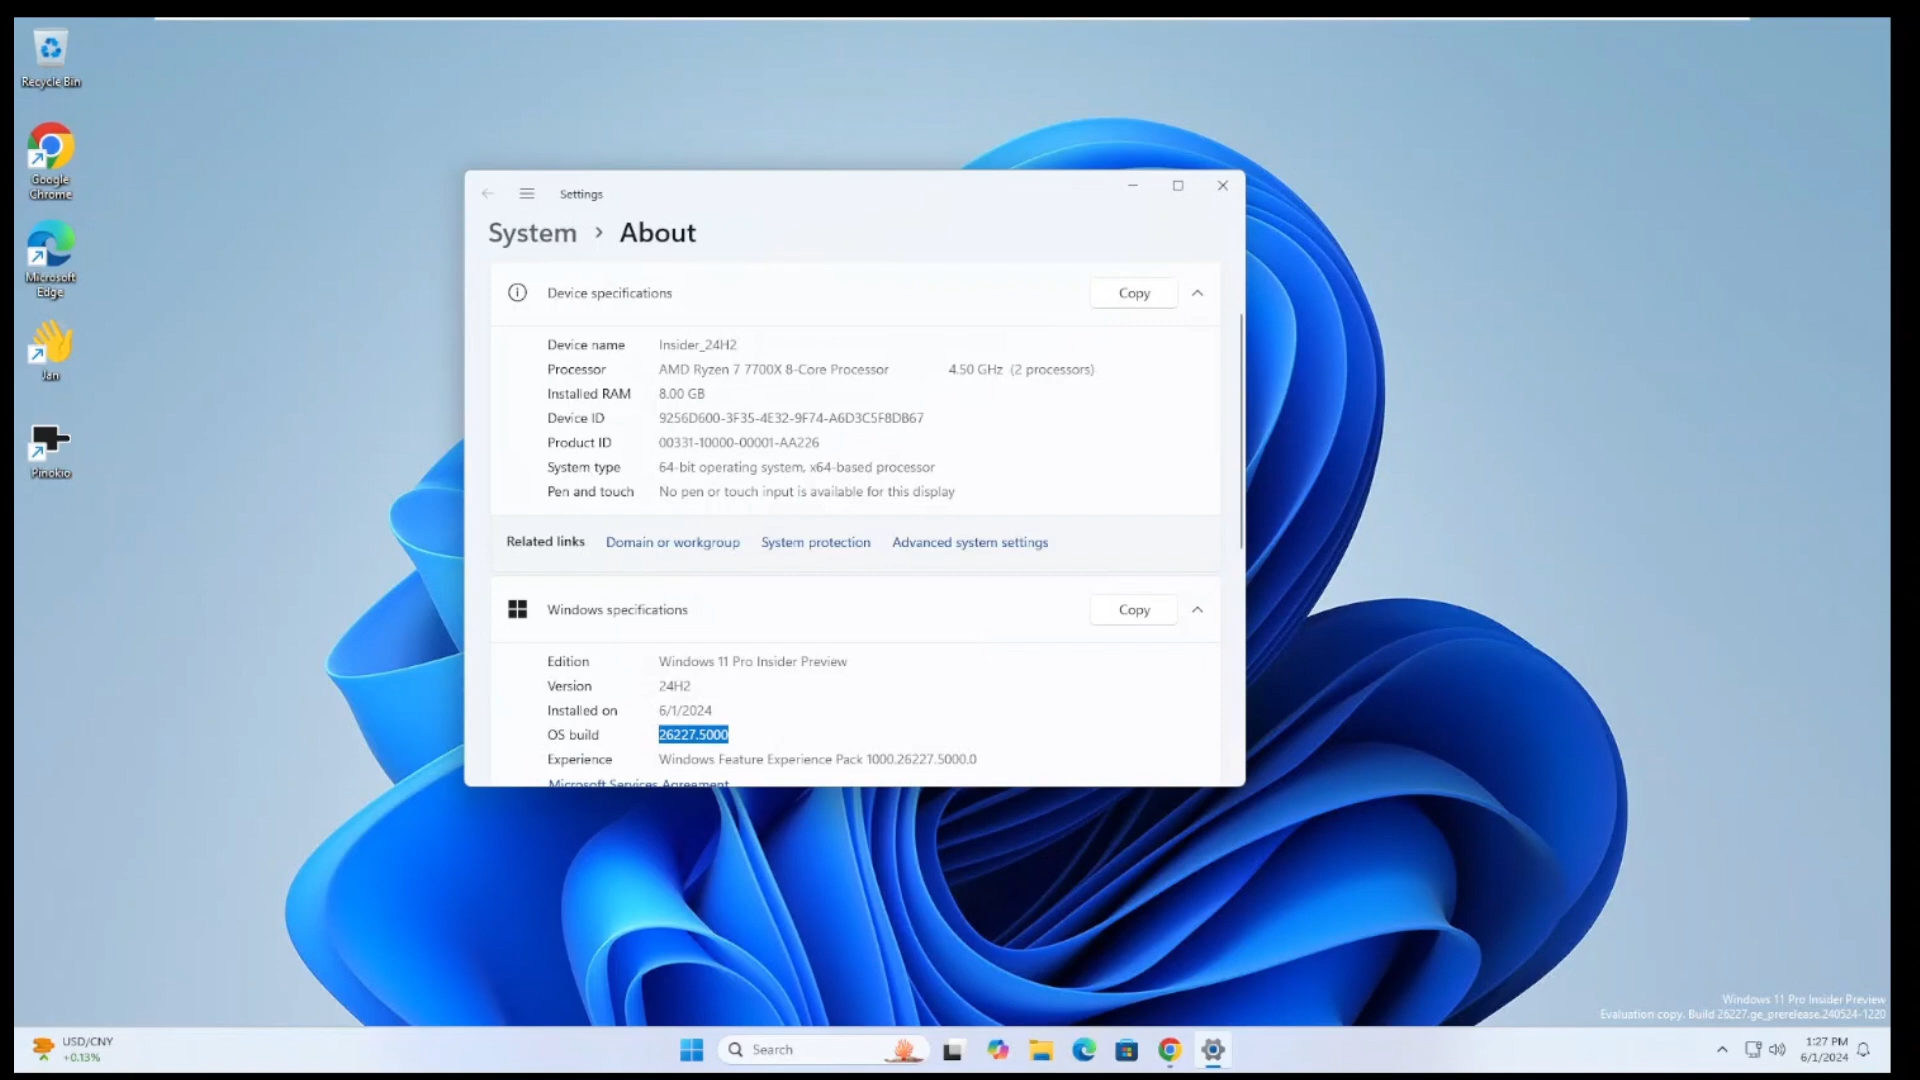 Recycle Bin
Google
Chrome
Microsoft
Edge
Jan
Pinokio
Settings
System > About
Device specifications
Copy
Device name Insider_24H2
Processor AMD Ryzen 7 7700X 8-Core Processor 4.50 GHz (2 processors)
Installed RAM 8.00 GB
Device ID 9256D600-3F35-4E32-9F74-A6D3C5F8DB67
Product ID 00331-10000-00001-AA226
System type 64-bit operating system, x64-based processor
Pen and touch No pen or touch input is available for this display
Related links Domain or workgroup System protection Advanced system settings
Windows specifications
Copy
Edition Windows 11 Pro Insider Preview
Version 24H2
Installed on 6/1/2024
OS build 26227.5000
Experience Windows Feature Experience Pack 1000.26227.5000.0
Microsoft Services Agreement
Windows 11 Pro Insider Preview
Evaluation copy. Build 26227.ge_prerelease.240524-1220
USD/CNY
+0.13%
Search
1:27 PM
6/1/2024